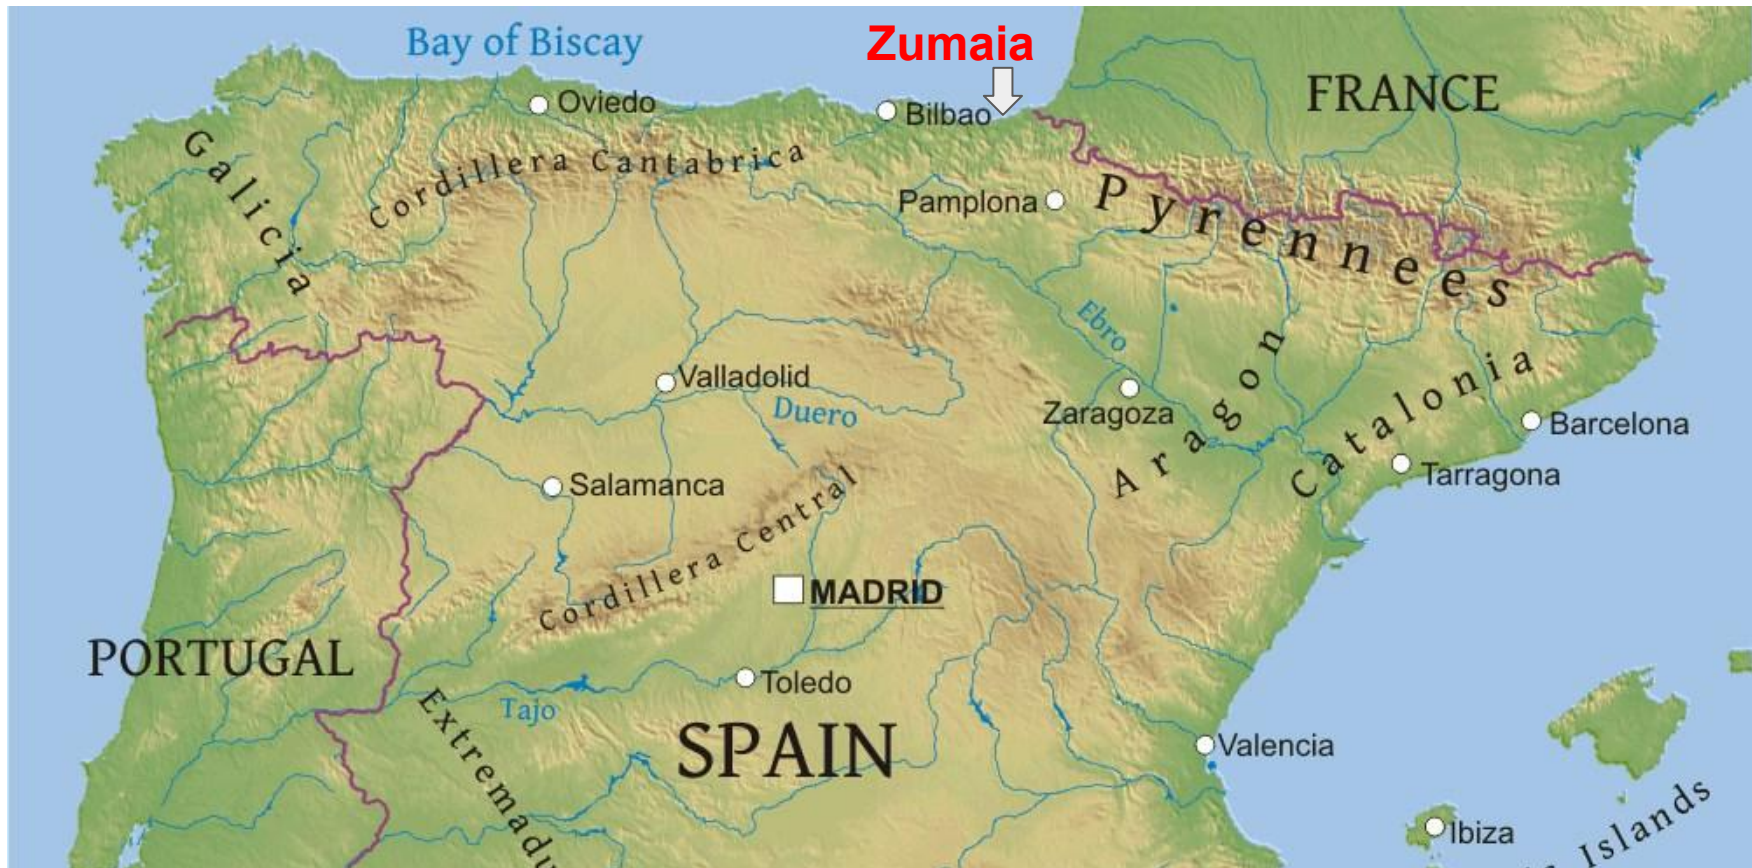 Zumaia
Bay of Biscay
FRANCE
Oviedo
Bilbao
Galicia
Cordillera Cantabrica
Pamplona
Pyrennees
Ebro
Valladolid
Duero
Zaragoza
Aragon
Catalonia
Barcelona
Tarragona
Salamanca
Cordillera Central
MADRID
PORTUGAL
Toledo
Tajo
Extremadu
SPAIN
Valencia
Ibiza
Islands